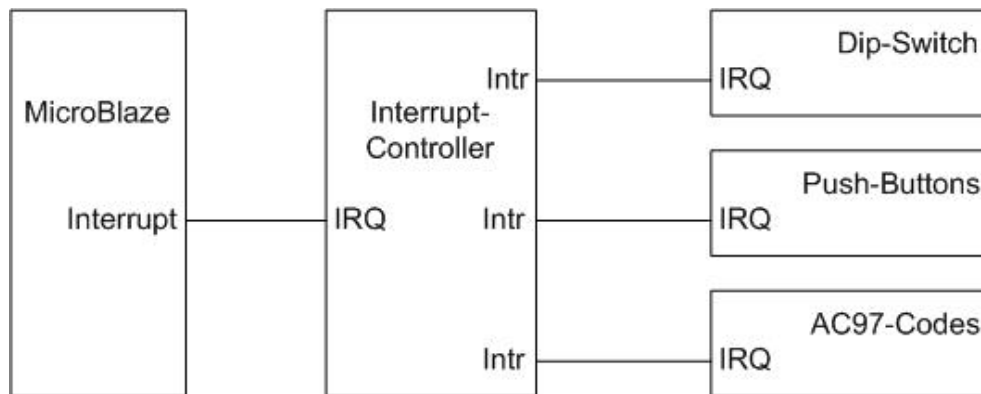 MicroBlaze
Interrupt
Interrupt-
Controller
IRQ
Intr
Intr
Intr
Dip-Switch
IRQ
Push-Buttons
IRQ
AC97-Codes
IRQ